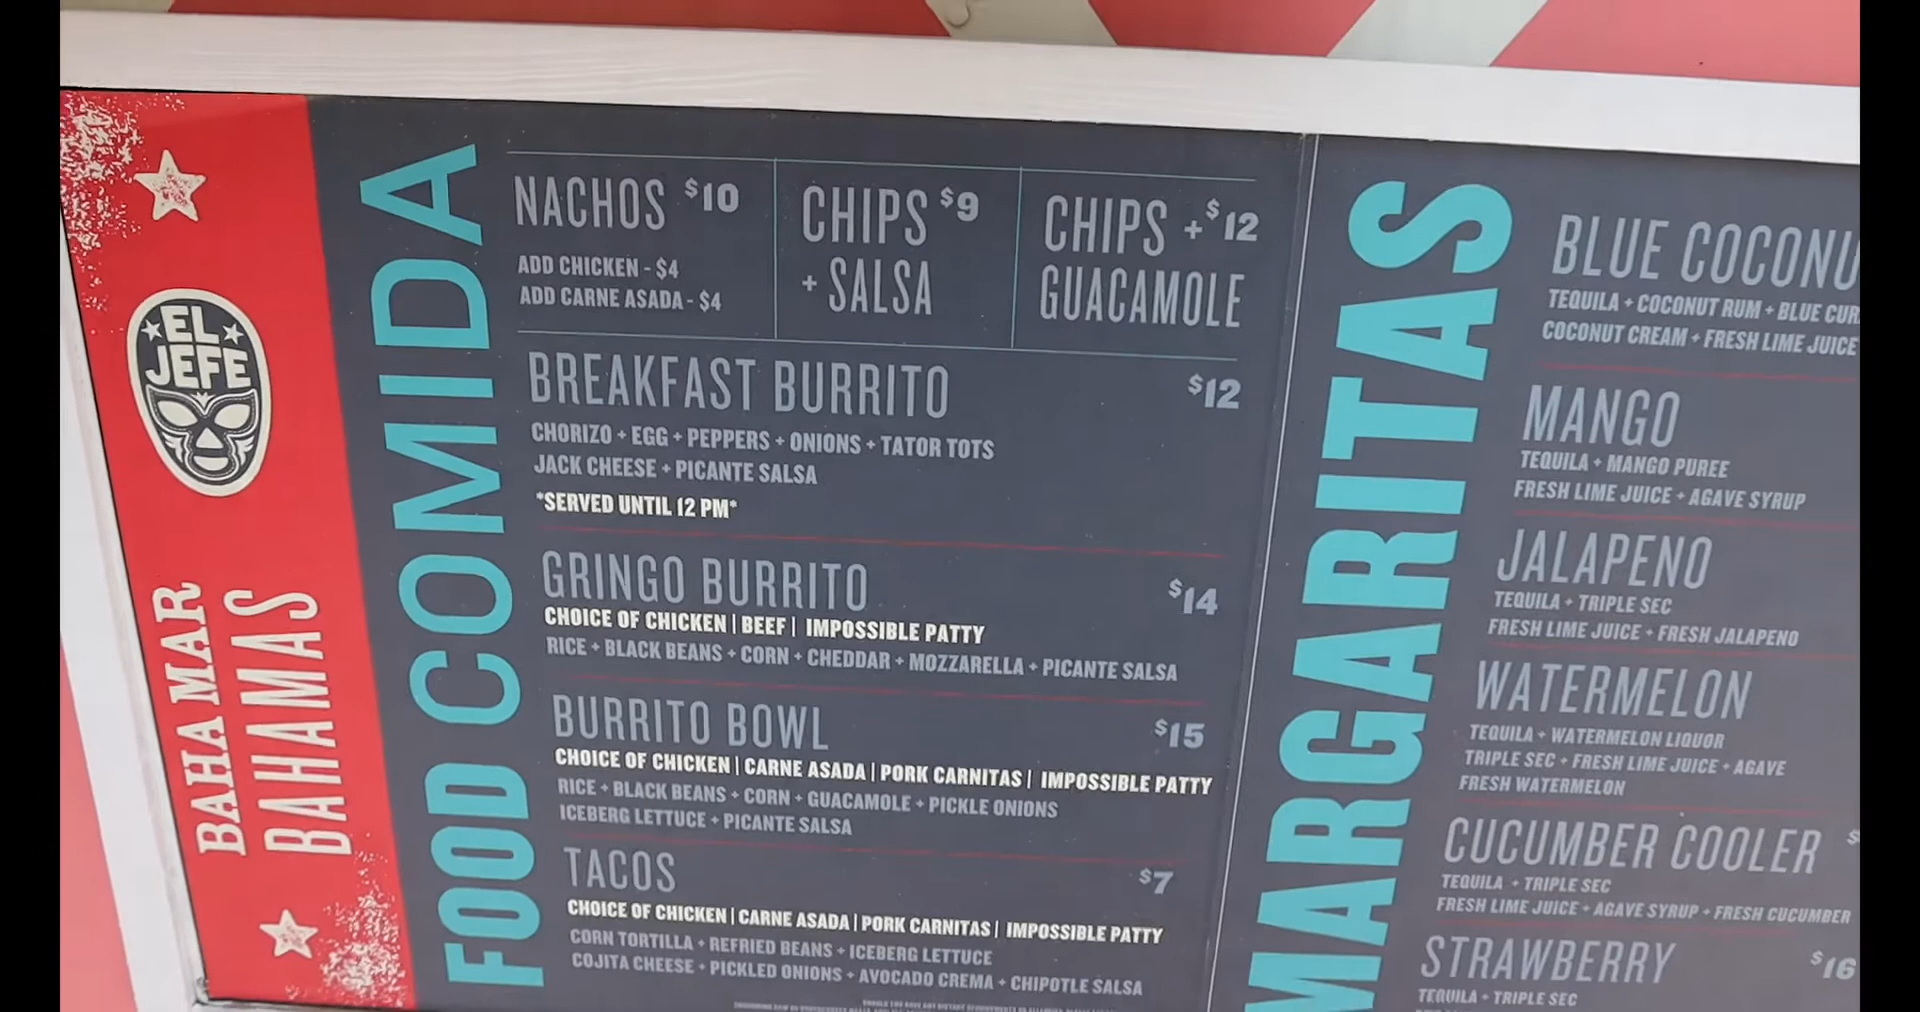 EL
JEFE
BAHA MAR
BAHAMAS
FOOD COMIDA
NACHOS $10
ADD CHICKEN - $4
ADD CARNE ASADA - $4
CHIPS $9
+ SALSA
CHIPS + $12
GUACAMOLE
BREAKFAST BURRITO $12
CHORIZO + EGG + PEPPERS + ONIONS + TATOR TOTS
JACK CHEESE + PICANTE SALSA
*SERVED UNTIL 12 PM*
GRINGO BURRITO $14
CHOICE OF CHICKEN | BEEF | IMPOSSIBLE PATTY
RICE + BLACK BEANS + CORN + CHEDDAR + MOZZARELLA + PICANTE SALSA
BURRITO BOWL $15
CHOICE OF CHICKEN | CARNE ASADA | PORK CARNITAS | IMPOSSIBLE PATTY
RICE + BLACK BEANS + CORN + GUACAMOLE + PICKLE ONIONS
ICEBERG LETTUCE + PICANTE SALSA
TACOS $7
CHOICE OF CHICKEN | CARNE ASADA | PORK CARNITAS | IMPOSSIBLE PATTY
CORN TORTILLA + REFRIED BEANS + ICEBERG LETTUCE
COJITA CHEESE + PICKLED ONIONS + AVOCADO CREMA + CHIPOTLE SALSA
MARGARITAS
BLUE COCONU
TEQUILA + COCONUT RUM + BLUE CUR
COCONUT CREAM + FRESH LIME JUICE
MANGO
TEQUILA + MANGO PUREE
FRESH LIME JUICE + AGAVE SYRUP
JALAPENO
TEQUILA + TRIPLE SEC
FRESH LIME JUICE + FRESH JALAPENO
WATERMELON
TEQUILA + WATERMELON LIQUOR
TRIPLE SEC + FRESH LIME JUICE + AGAVE
FRESH WATERMELON
CUCUMBER COOLER $
TEQUILA + TRIPLE SEC
FRESH LIME JUICE + AGAVE SYRUP + FRESH CUCUMBER
STRAWBERRY $16
TEQUILA + TRIPLE SEC